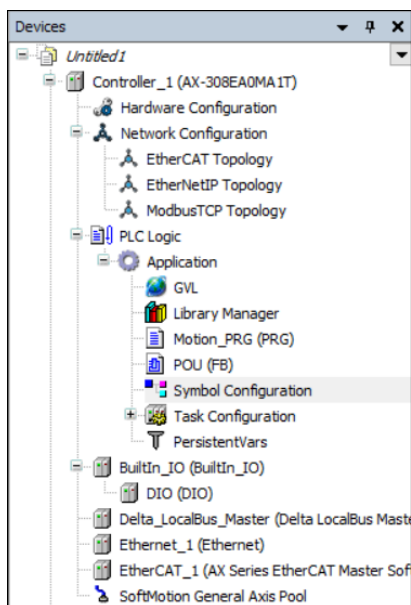 Devices
Untitled1
Controller_1 (AX-308EA0MA1T)
Hardware Configuration
Network Configuration
EtherCAT Topology
EtherNetIP Topology
ModbusTCP Topology
PLC Logic
Application
GVL
Library Manager
Motion_PRG (PRG)
POU (FB)
Symbol Configuration
Task Configuration
PersistentVars
BuiltIn_IO (BuiltIn_IO)
DIO (DIO)
Delta_LocalBus_Master (Delta LocalBus Maste
Ethernet_1 (Ethernet)
EtherCAT_1 (AX Series EtherCAT Master Soft
SoftMotion General Axis Pool